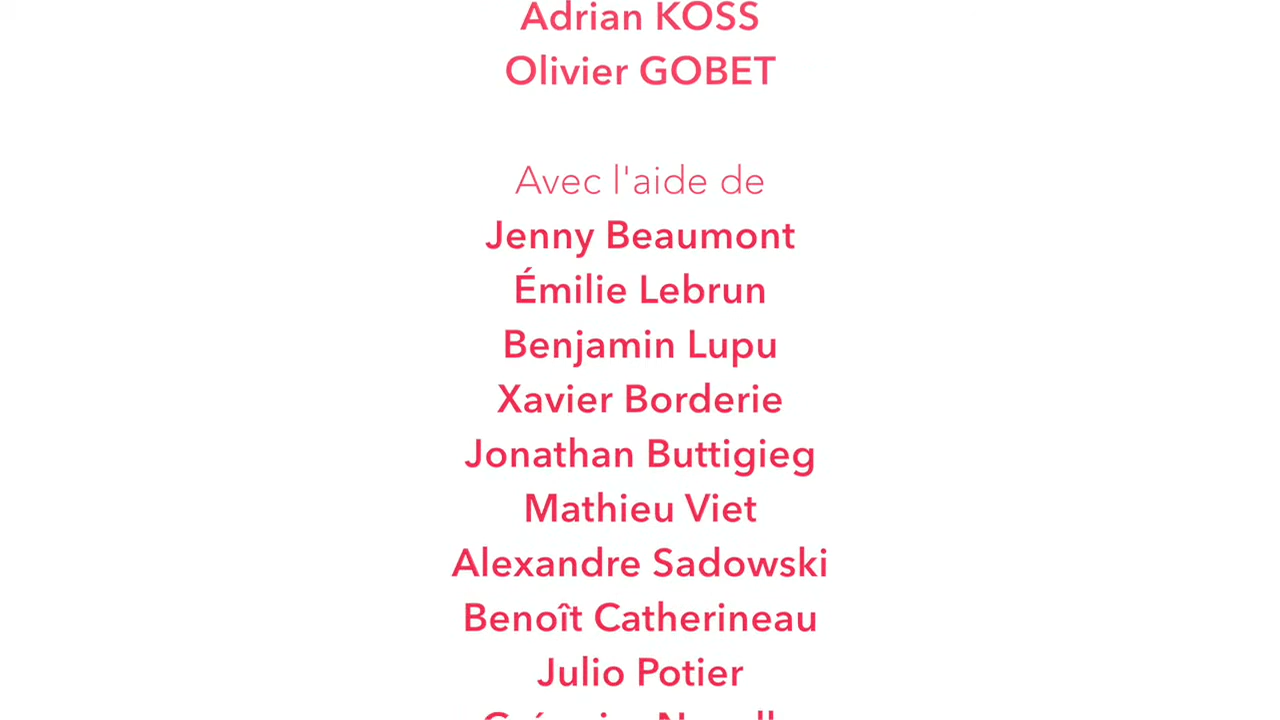 Adrian KOSS
Olivier GOBET
Avec l'aide de
Jenny Beaumont
Émilie Lebrun
Benjamin Lupu
Xavier Borderie
Jonathan Buttigieg
Mathieu Viet
Alexandre Sadowski
Benoît Catherineau
Julio Potier